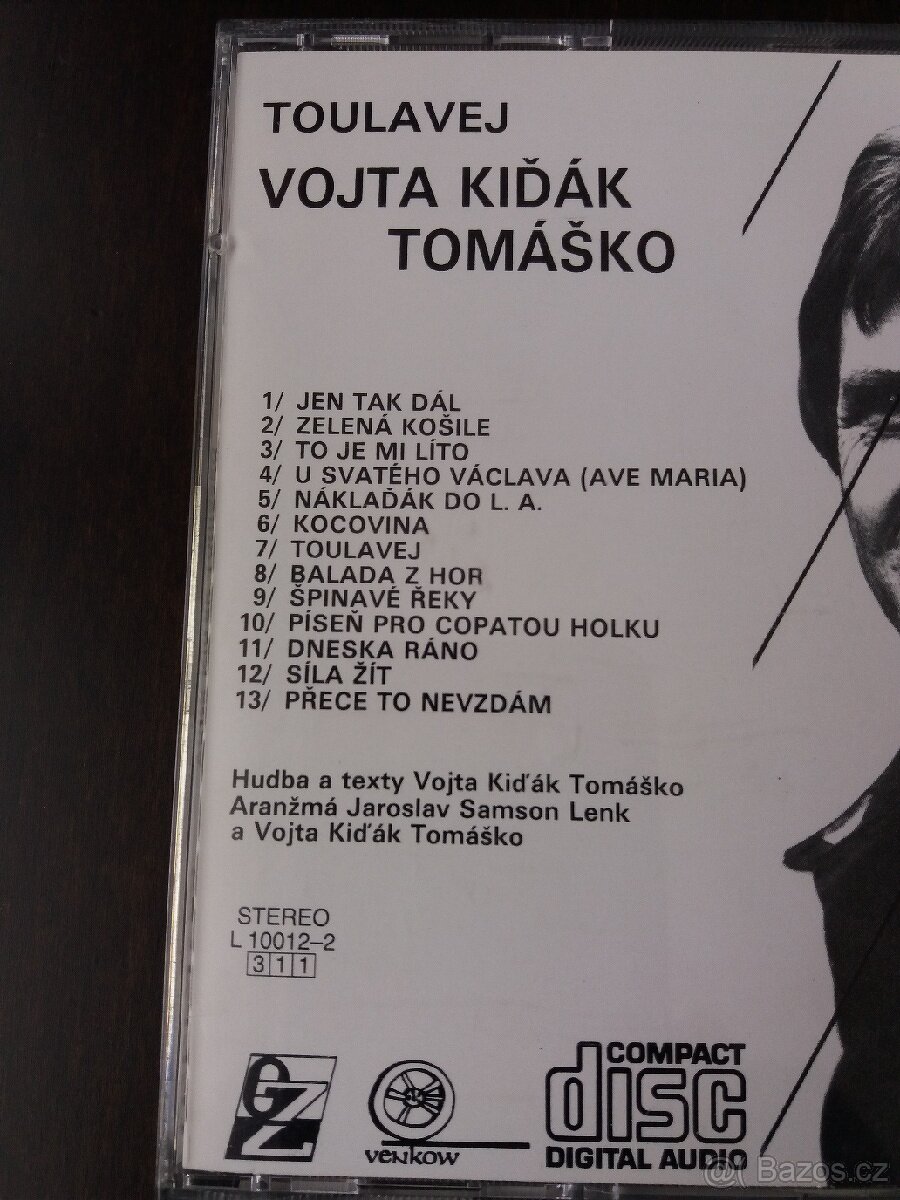 TOULAVEJ
VOJTA KIĎÁK
TOMÁŠKO
1/ JEN TAK DÁL
2/ ZELENÁ KOŠILE
3/ TO JE MI LÍTO
4/ U SVATÉHO VÁCLAVA (AVE MARIA)
5/ NÁKLAĎÁK DO L. A.
6/ KOCOVINA
7/ TOULAVEJ
8/ BALADA Z HOR
9/ ŠPINAVÉ ŘEKY
10/ PÍSEŇ PRO COPATOU HOLKU
11/ DNESKA RÁNO
12/ SÍLA ŽÍT
13/ PŘECE TO NEVZDÁM
Hudba a texty Vojta Kiďák Tomáško
Aranžmá Jaroslav Samson Lenk
a Vojta Kiďák Tomáško
STEREO
L 10012-2
311
venkow
COMPACT
disc
DIGITAL AUDIO
Bazos.cz